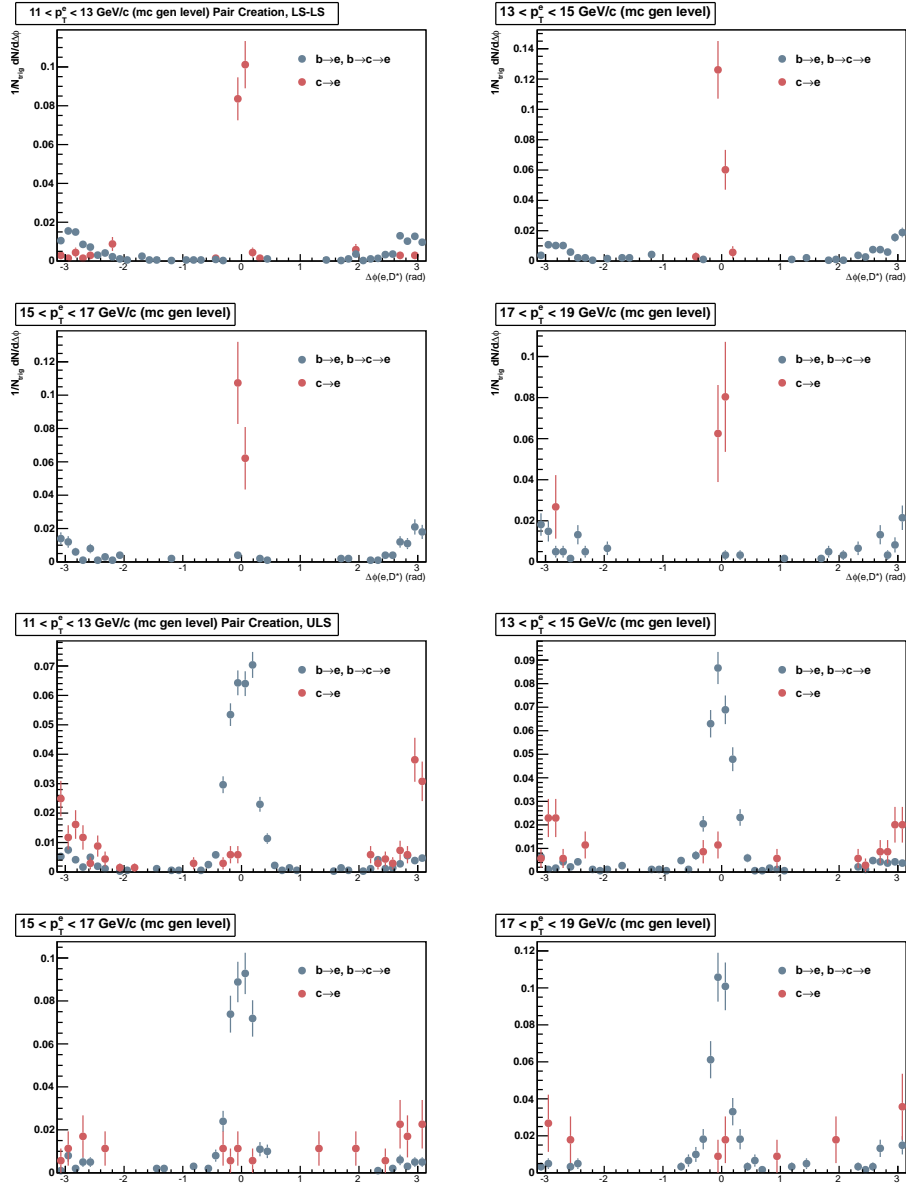 11 < p_T^e < 13 GeV/c (mc gen level) Pair Creation, LS-LS
1/N_trig dN/dΔϕ
b→e, b→c→e
c→e
0.1
0.08
0.06
0.04
0.02
0
-3 -2 -1 0 1 2 3
Δϕ(e,D*) (rad)
13 < p_T^e < 15 GeV/c (mc gen level)
1/N_trig dN/dΔϕ
b→e, b→c→e
c→e
0.14
0.12
0.1
0.08
0.06
0.04
0.02
0
-3 -2 -1 0 1 2 3
Δϕ(e,D*) (rad)
15 < p_T^e < 17 GeV/c (mc gen level)
1/N_trig dN/dΔϕ
b→e, b→c→e
c→e
0.12
0.1
0.08
0.06
0.04
0.02
0
-3 -2 -1 0 1 2 3
Δϕ(e,D*) (rad)
17 < p_T^e < 19 GeV/c (mc gen level)
1/N_trig dN/dΔϕ
b→e, b→c→e
c→e
0.1
0.08
0.06
0.04
0.02
0
-3 -2 -1 0 1 2 3
Δϕ(e,D*) (rad)
11 < p_T^e < 13 GeV/c (mc gen level) Pair Creation, ULS
b→e, b→c→e
c→e
0.07
0.06
0.05
0.04
0.03
0.02
0.01
0
-3 -2 -1 0 1 2 3
13 < p_T^e < 15 GeV/c (mc gen level)
b→e, b→c→e
c→e
0.09
0.08
0.07
0.06
0.05
0.04
0.03
0.02
0.01
0
-3 -2 -1 0 1 2 3
15 < p_T^e < 17 GeV/c (mc gen level)
b→e, b→c→e
c→e
0.1
0.08
0.06
0.04
0.02
0
-3 -2 -1 0 1 2 3
17 < p_T^e < 19 GeV/c (mc gen level)
b→e, b→c→e
c→e
0.12
0.1
0.08
0.06
0.04
0.02
0
-3 -2 -1 0 1 2 3